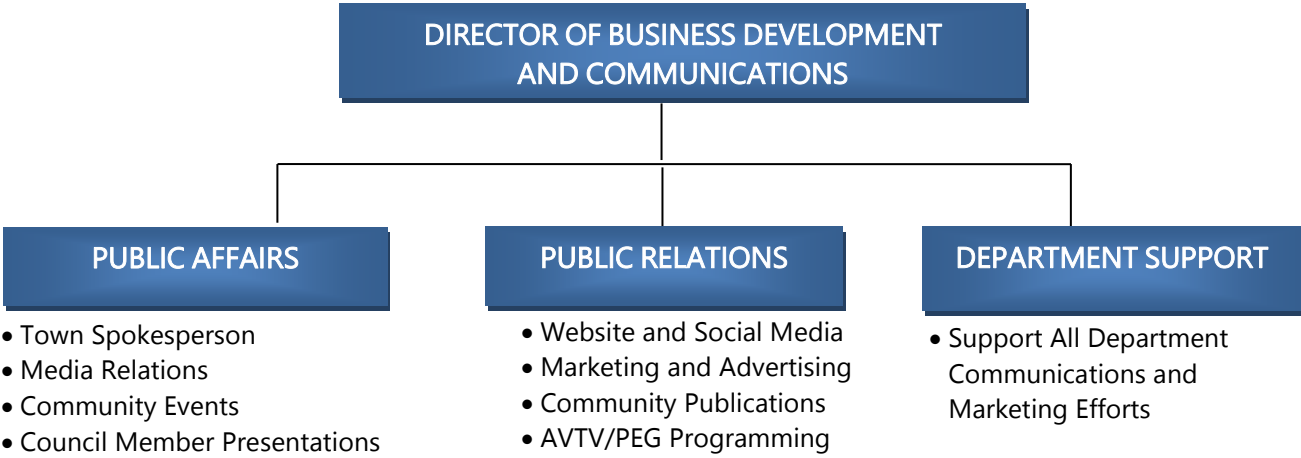 DIRECTOR OF BUSINESS DEVELOPMENT
AND COMMUNICATIONS
PUBLIC AFFAIRS
• Town Spokesperson
• Media Relations
• Community Events
• Council Member Presentations
PUBLIC RELATIONS
• Website and Social Media
• Marketing and Advertising
• Community Publications
• AVTV/PEG Programming
DEPARTMENT SUPPORT
• Support All Department
Communications and
Marketing Efforts